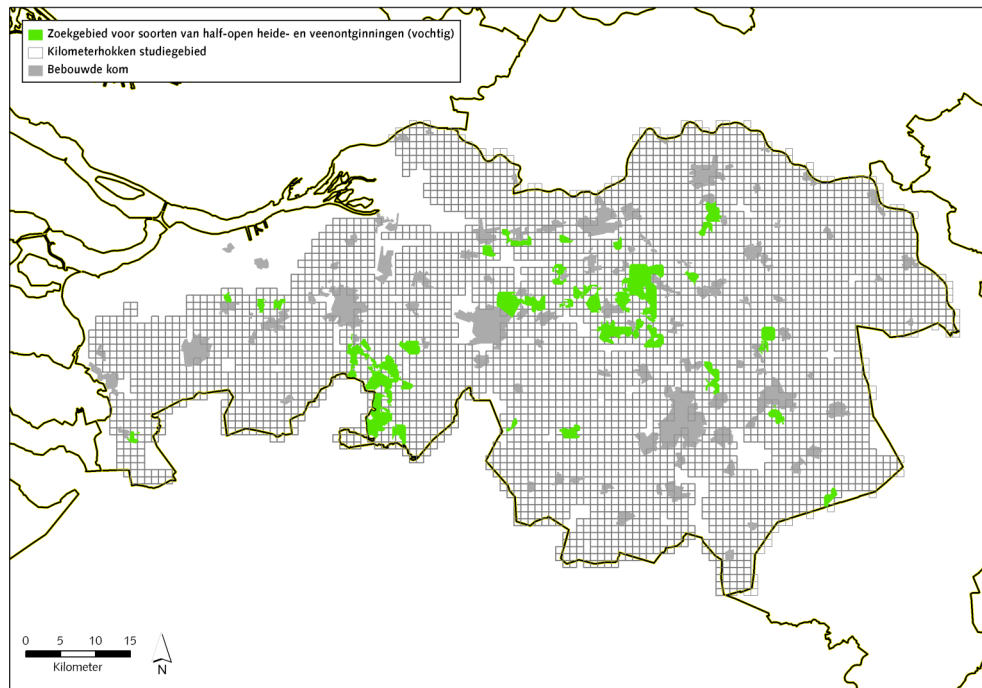 Zoekgebied voor soorten van half-open heide- en veenontginningen (vochtig)
Kilometerhokken studiegebied
Bebouwde kom
0 5 10 15
Kilometer
N